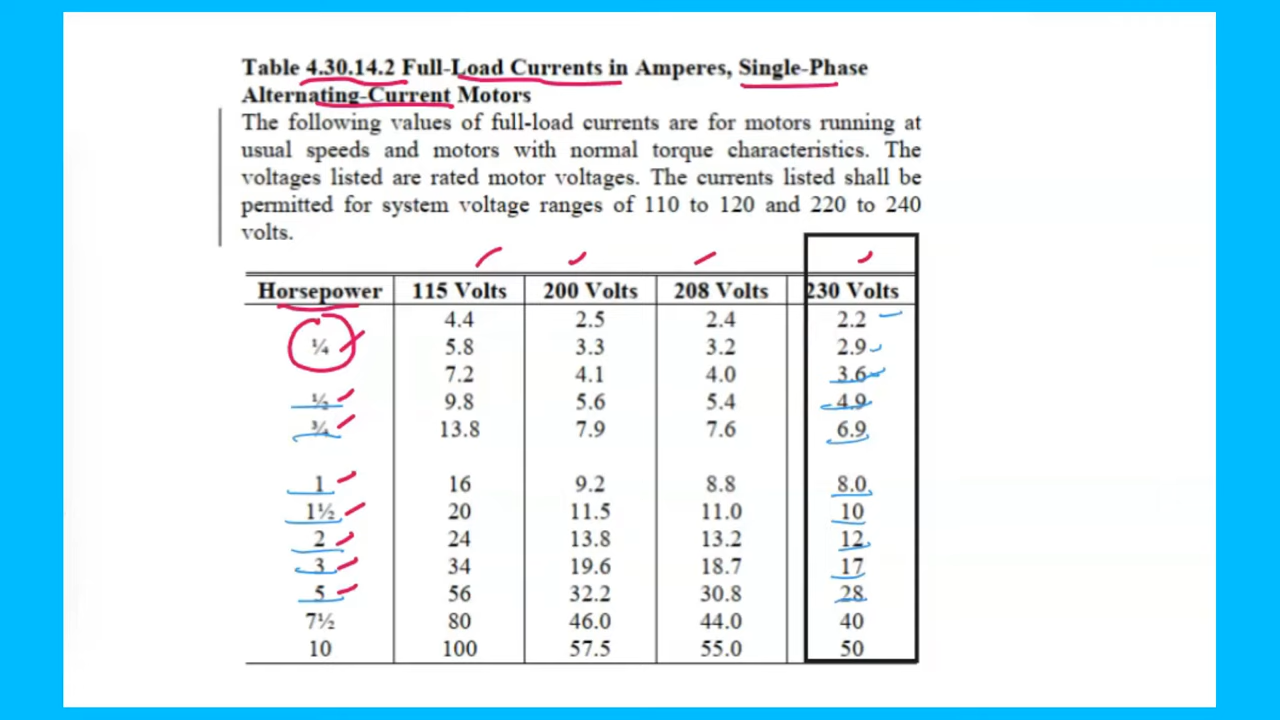 Table 4.30.14.2 Full-Load Currents in Amperes, Single-Phase
Alternating-Current Motors
The following values of full-load currents are for motors running at
usual speeds and motors with normal torque characteristics. The
voltages listed are rated motor voltages. The currents listed shall be
permitted for system voltage ranges of 110 to 120 and 220 to 240
volts.
Horsepower 115 Volts 200 Volts 208 Volts 230 Volts
4.4 2.5 2.4 2.2
¼ 5.8 3.3 3.2 2.9
7.2 4.1 4.0 3.6
½ 9.8 5.6 5.4 4.9
¾ 13.8 7.9 7.6 6.9
1 16 9.2 8.8 8.0
1½ 20 11.5 11.0 10
2 24 13.8 13.2 12
3 34 19.6 18.7 17
5 56 32.2 30.8 28
7½ 80 46.0 44.0 40
10 100 57.5 55.0 50